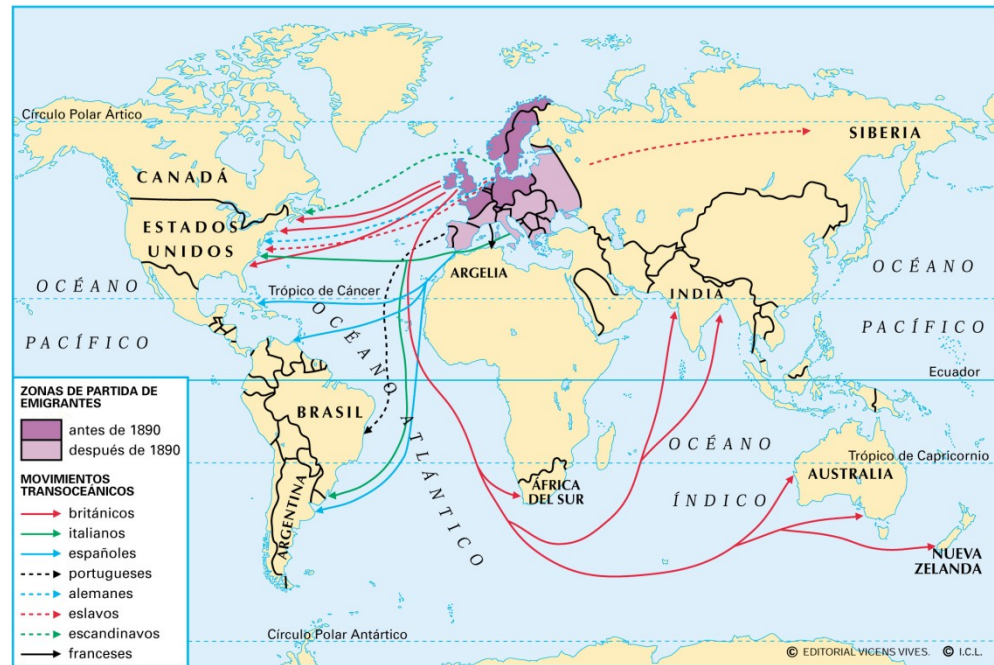 Círculo Polar Ártico
SIBERIA
CANADÁ
ESTADOS
UNIDOS
ARGELIA
INDIA
OCÉANO
PACÍFICO
OCÉANO
PACÍFICO
Trópico de Cáncer
OCÉANO ATLÁNTICO
Ecuador
BRASIL
ARGENTINA
OCÉANO
ÍNDICO
Trópico de Capricornio
ÁFRICA
DEL SUR
AUSTRALIA
NUEVA
ZELANDA
Círculo Polar Antártico
ZONAS DE PARTIDA DE
EMIGRANTES
antes de 1890
después de 1890
MOVIMIENTOS
TRANSOCEÁNICOS
británicos
italianos
españoles
portugueses
alemanes
eslavos
escandinavos
franceses
© EDITORIAL VICENS VIVES. © I.C.L.